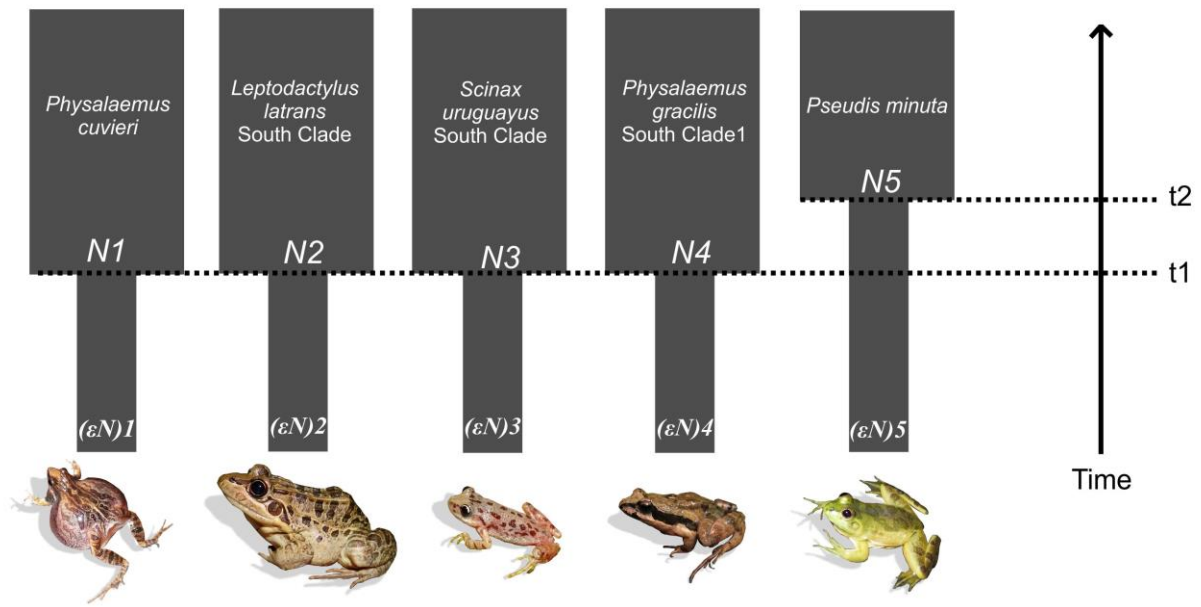 Physalaemus
cuvieri
N1
(εN)1
Leptodactylus
latrans
South Clade
N2
(εN)2
Scinax
uruguayus
South Clade
N3
(εN)3
Physalaemus
gracilis
South Clade1
N4
(εN)4
Pseudis minuta
N5
(εN)5
t2
t1
Time